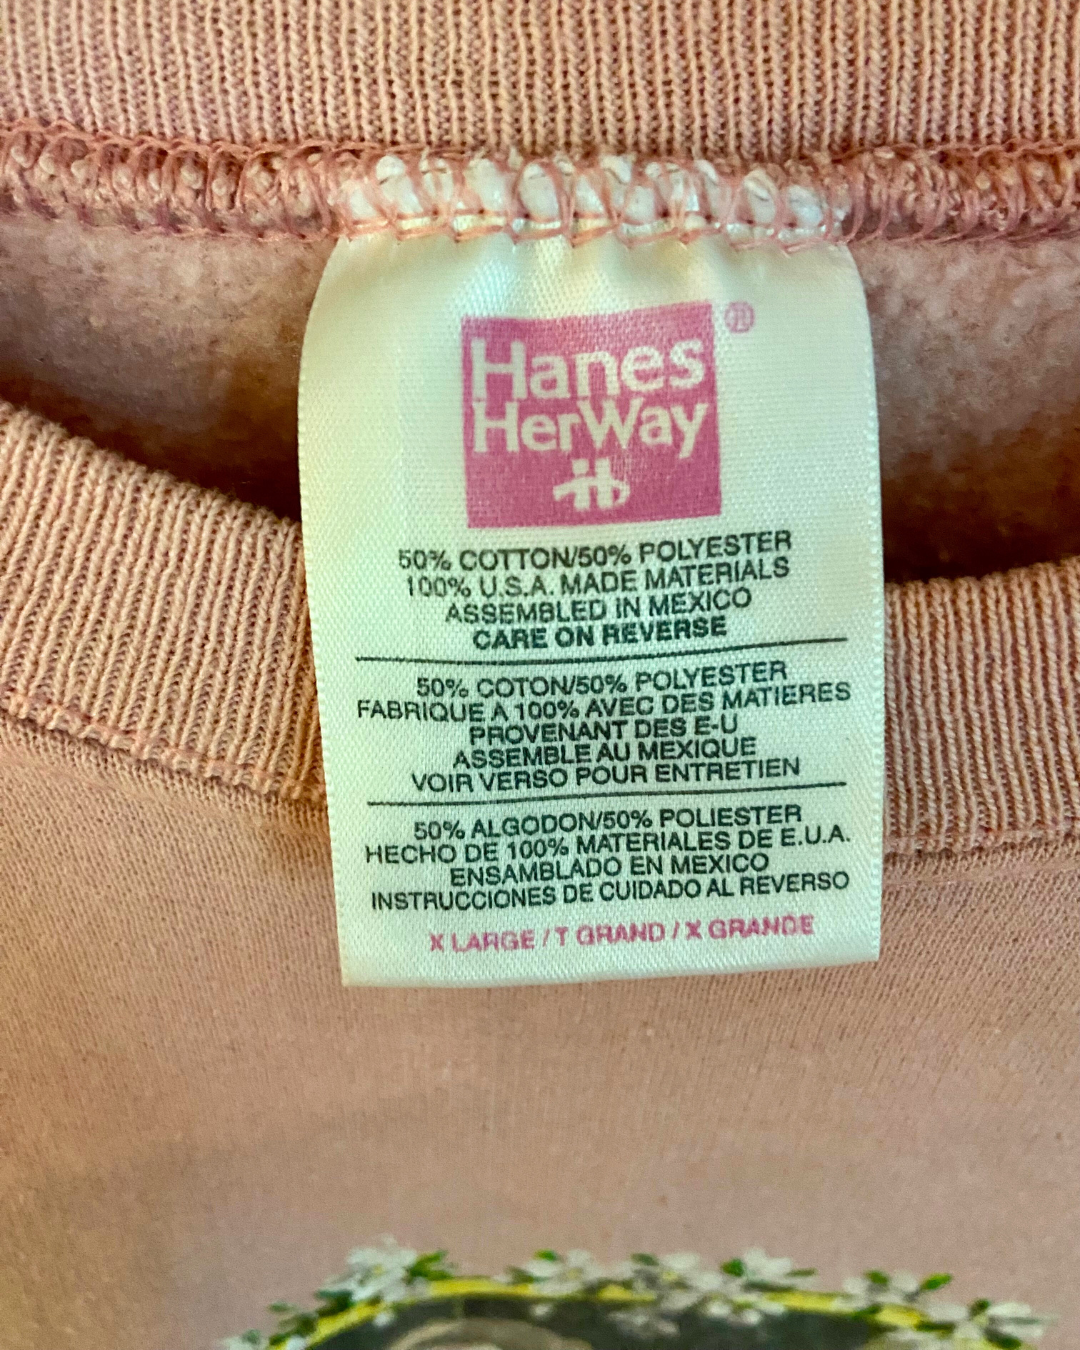 Hanes ®
HerWay
50% COTTON/50% POLYESTER
100% U.S.A. MADE MATERIALS
ASSEMBLED IN MEXICO
CARE ON REVERSE
50% COTON/50% POLYESTER
FABRIQUE A 100% AVEC DES MATIERES
PROVENANT DES E-U
ASSEMBLE AU MEXIQUE
VOIR VERSO POUR ENTRETIEN
50% ALGODON/50% POLIESTER
HECHO DE 100% MATERIALES DE E.U.A.
ENSAMBLADO EN MEXICO
INSTRUCCIONES DE CUIDADO AL REVERSO
X LARGE / T GRAND / X GRANDE